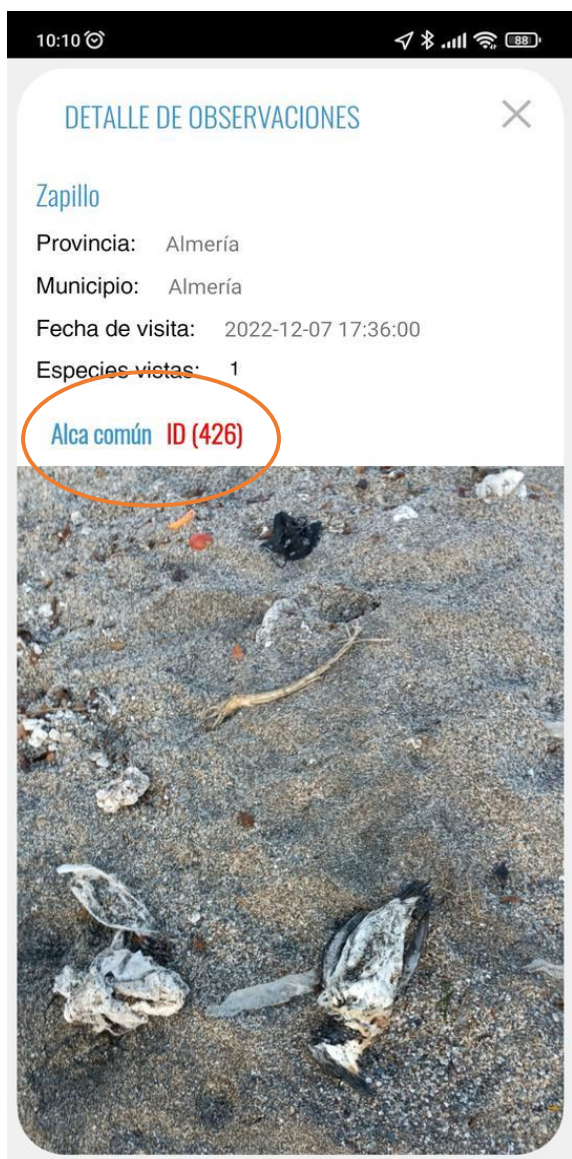 10:10 88
DETALLE DE OBSERVACIONES
Zapillo
Provincia: Almería
Municipio: Almería
Fecha de visita: 2022-12-07 17:36:00
Especies vistas: 1
Alca común ID (426)